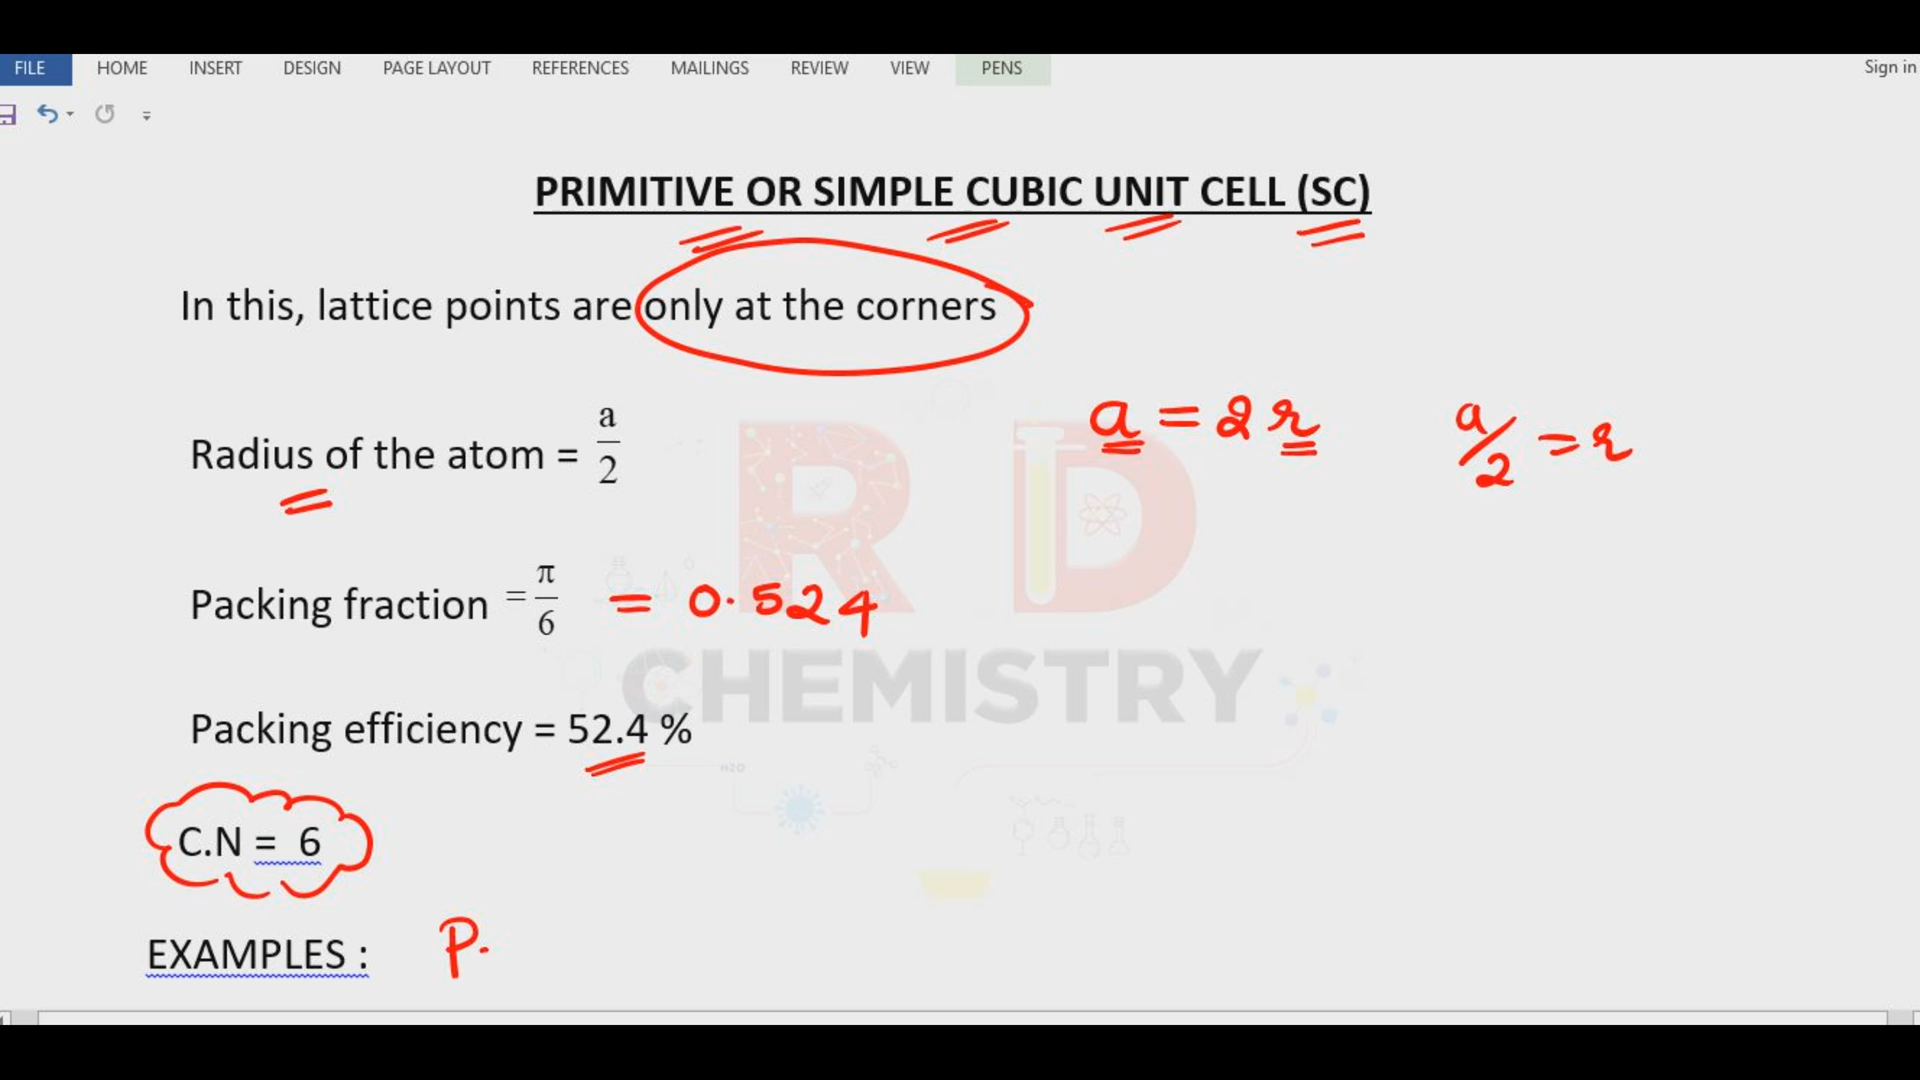 FILE HOME INSERT DESIGN PAGE LAYOUT REFERENCES MAILINGS REVIEW VIEW PENS Sign in
PRIMITIVE OR SIMPLE CUBIC UNIT CELL (SC)
In this, lattice points are only at the corners
Radius of the atom = a/2
a = 2r a/2 = r
Packing fraction = π/6 = 0.524
RD
CHEMISTRY
Packing efficiency = 52.4 %
H2O
C.N = 6
EXAMPLES : P.